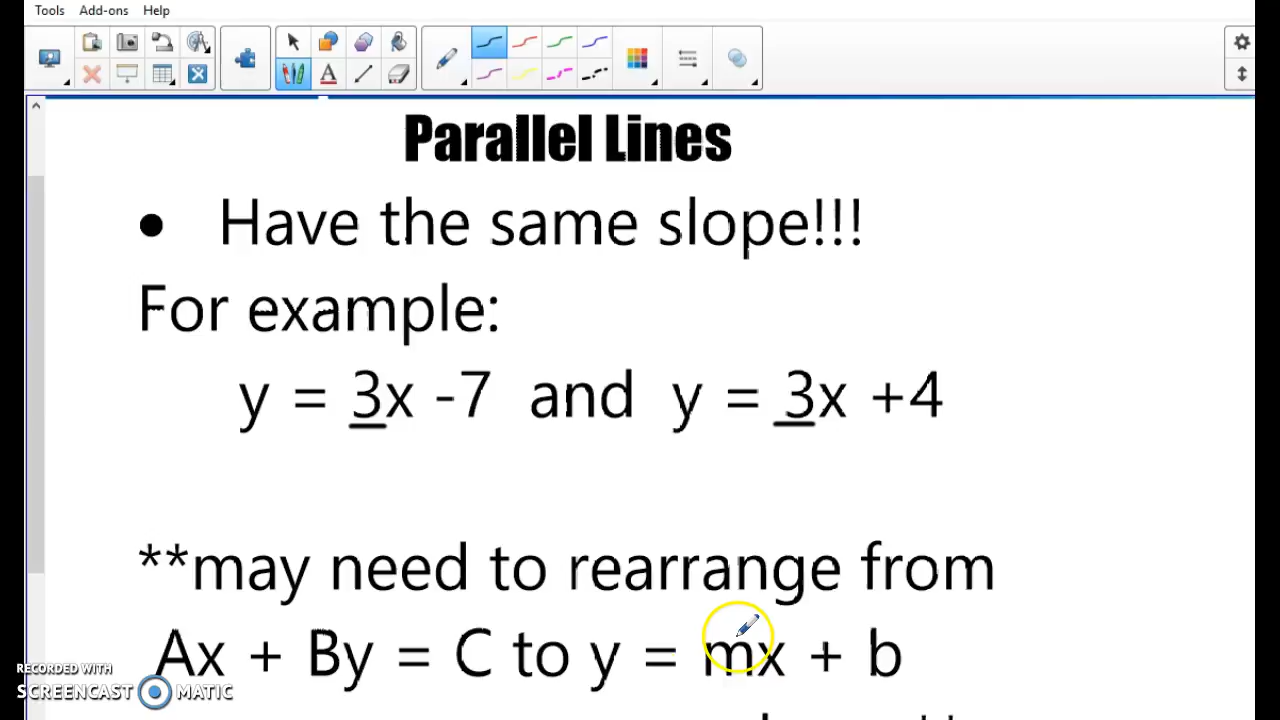 Tools Add-ons Help
Parallel Lines
• Have the same slope!!!
For example:
y = 3x -7 and y = 3x +4
**may need to rearrange from
Ax + By = C to y = mx + b
RECORDED WITH
SCREENCAST MATIC